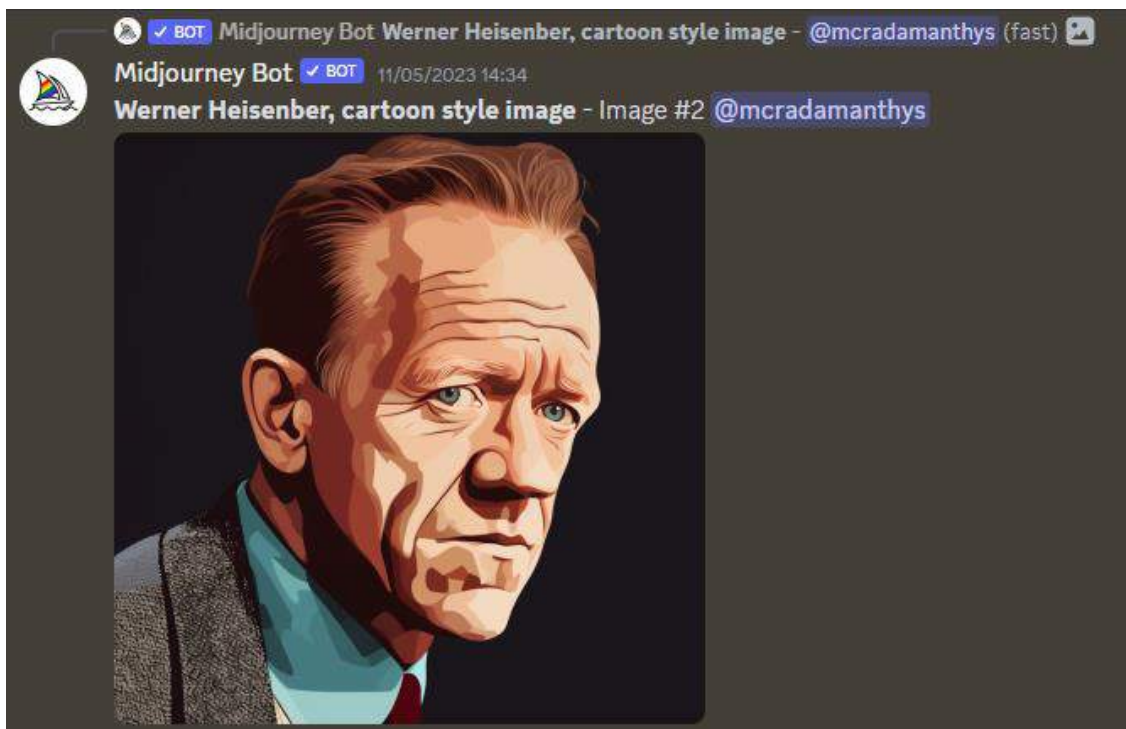 ✓ BOT Midjourney Bot Werner Heisenber, cartoon style image - @mcradamanthys (fast)
Midjourney Bot ✓ BOT 11/05/2023 14:34
Werner Heisenber, cartoon style image - Image #2 @mcradamanthys